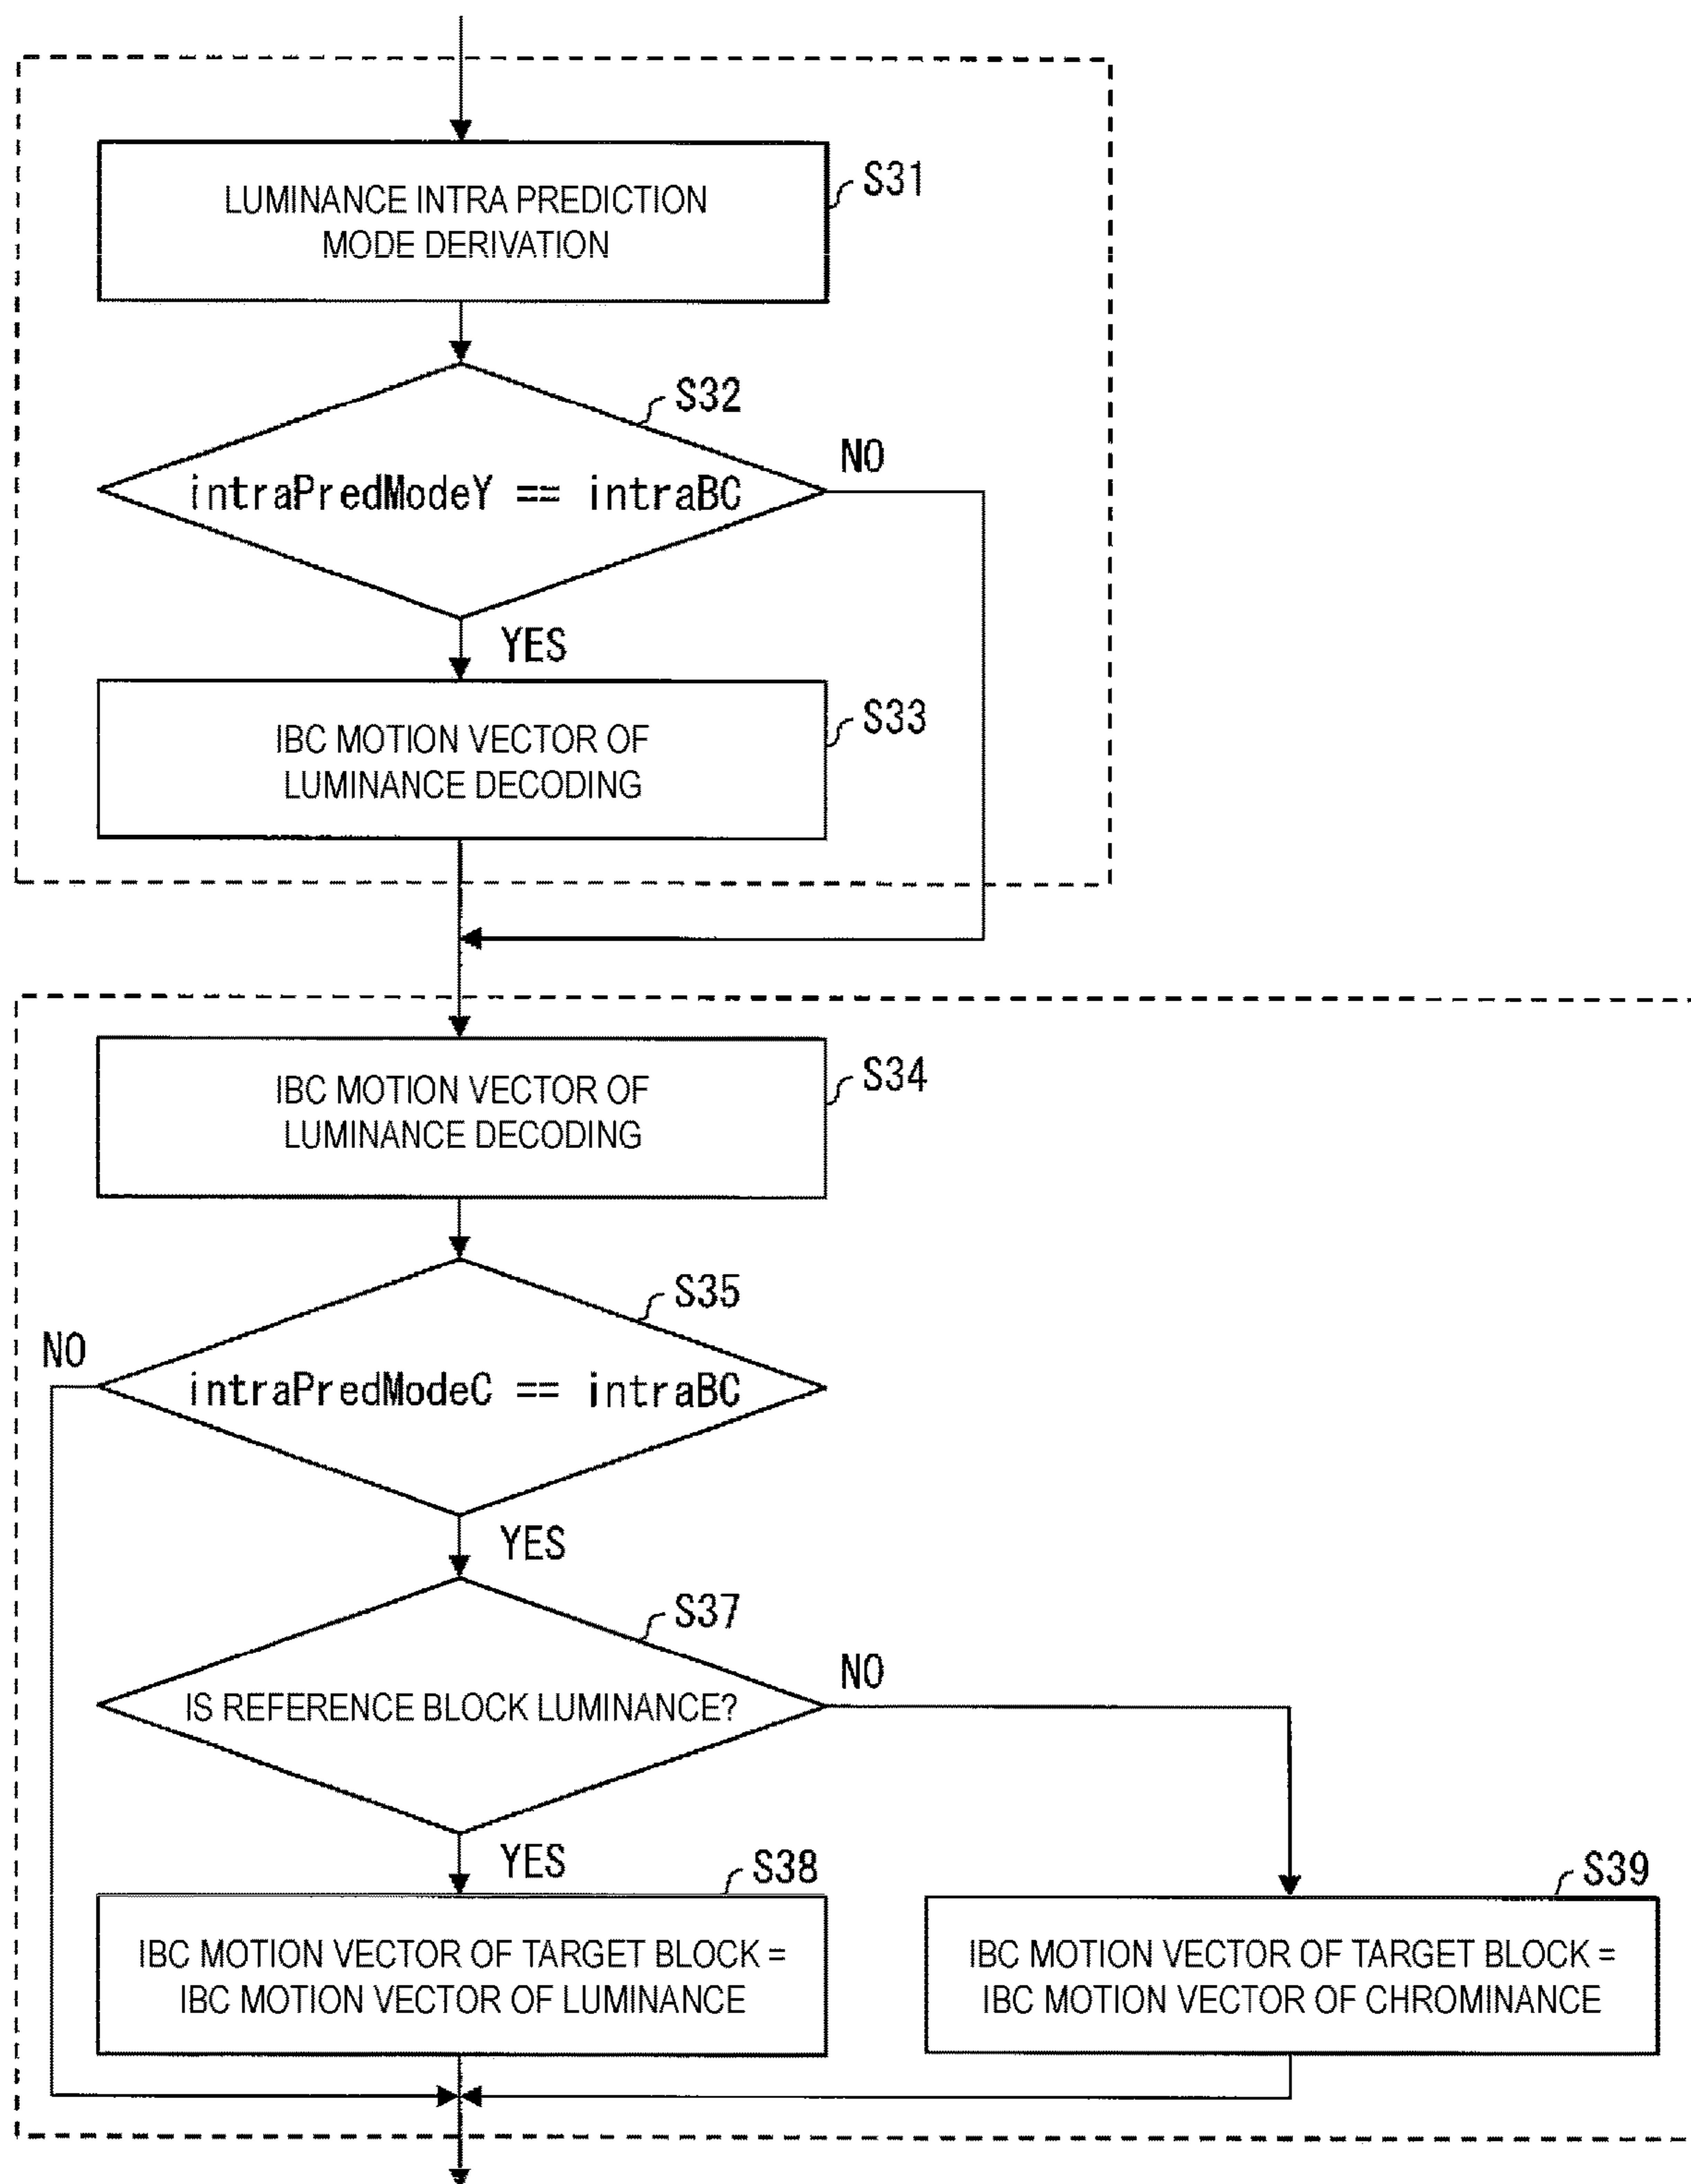 S31
LUMINANCE INTRA PREDICTION
MODE DERIVATION
S32
NO
intraPredModeY == intraBC
YES
S33
IBC MOTION VECTOR OF
LUMINANCE DECODING
S34
IBC MOTION VECTOR OF
LUMINANCE DECODING
S35
NO
intraPredModeC == intraBC
YES
S37
NO
IS REFERENCE BLOCK LUMINANCE?
YES
S38
IBC MOTION VECTOR OF TARGET BLOCK =
IBC MOTION VECTOR OF LUMINANCE
S39
IBC MOTION VECTOR OF TARGET BLOCK =
IBC MOTION VECTOR OF CHROMINANCE